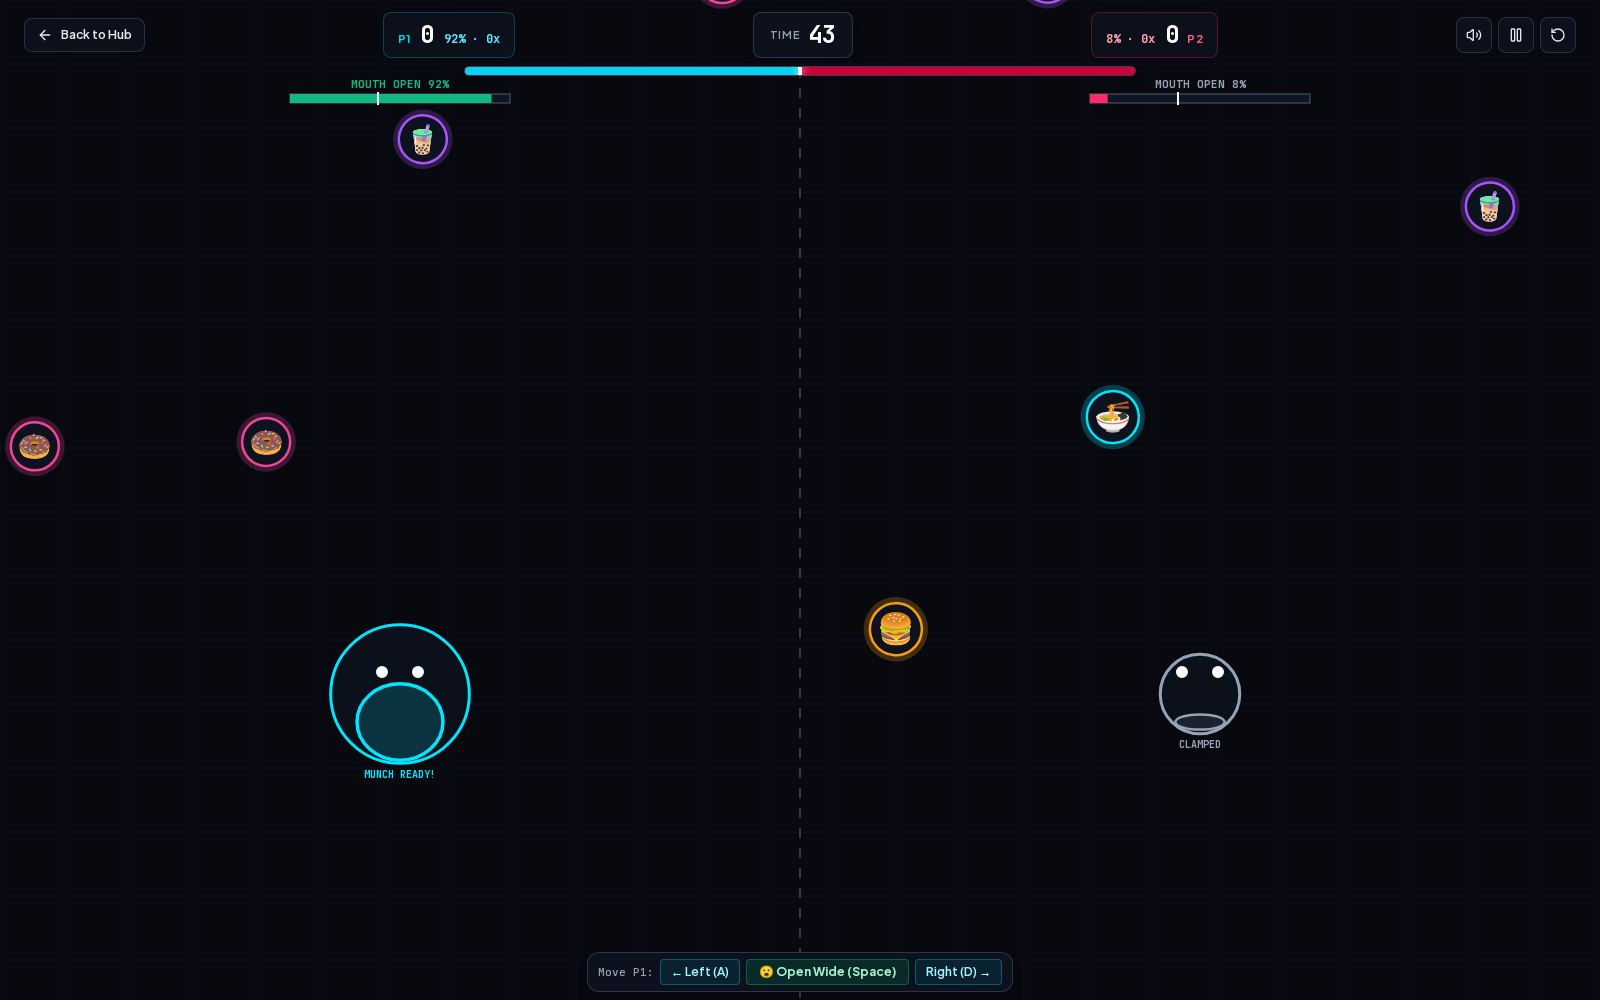 Back to Hub
P1 0 92% · 0x
TIME 43
8% · 0x 0 P2
MOUTH OPEN 92%
MOUTH OPEN 8%
MUNCH READY!
CLAMPED
Move P1: ← Left (A) 😮 Open Wide (Space) Right (D) →